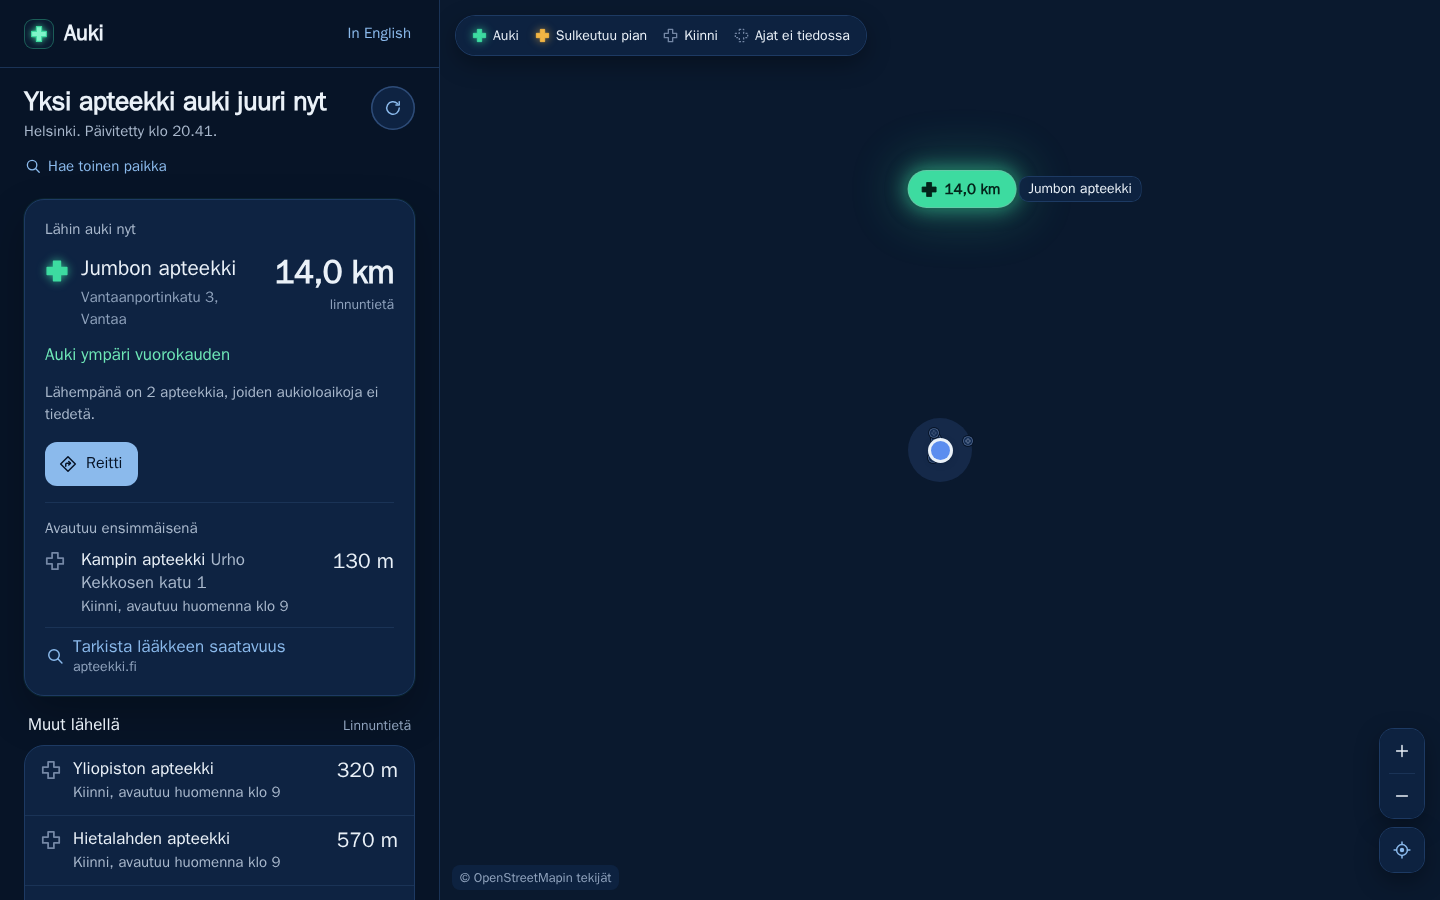 Auki
In English
Yksi apteekki auki juuri nyt
Helsinki. Päivitetty klo 20.41.
Hae toinen paikka
Lähin auki nyt
Jumbon apteekki
14,0 km
Vantaanportinkatu 3,
Vantaa
linnuntietä
Auki ympäri vuorokauden
Lähempänä on 2 apteekkia, joiden aukioloaikoja ei
tiedetä.
Reitti
Avautuu ensimmäisenä
Kampin apteekki Urho
Kekkosen katu 1
130 m
Kiinni, avautuu huomenna klo 9
Tarkista lääkkeen saatavuus
apteekki.fi
Muut lähellä
Linnuntietä
Yliopiston apteekki
320 m
Kiinni, avautuu huomenna klo 9
Hietalahden apteekki
570 m
Kiinni, avautuu huomenna klo 9
Auki
Sulkeutuu pian
Kiinni
Ajat ei tiedossa
14,0 km
Jumbon apteekki
© OpenStreetMapin tekijät